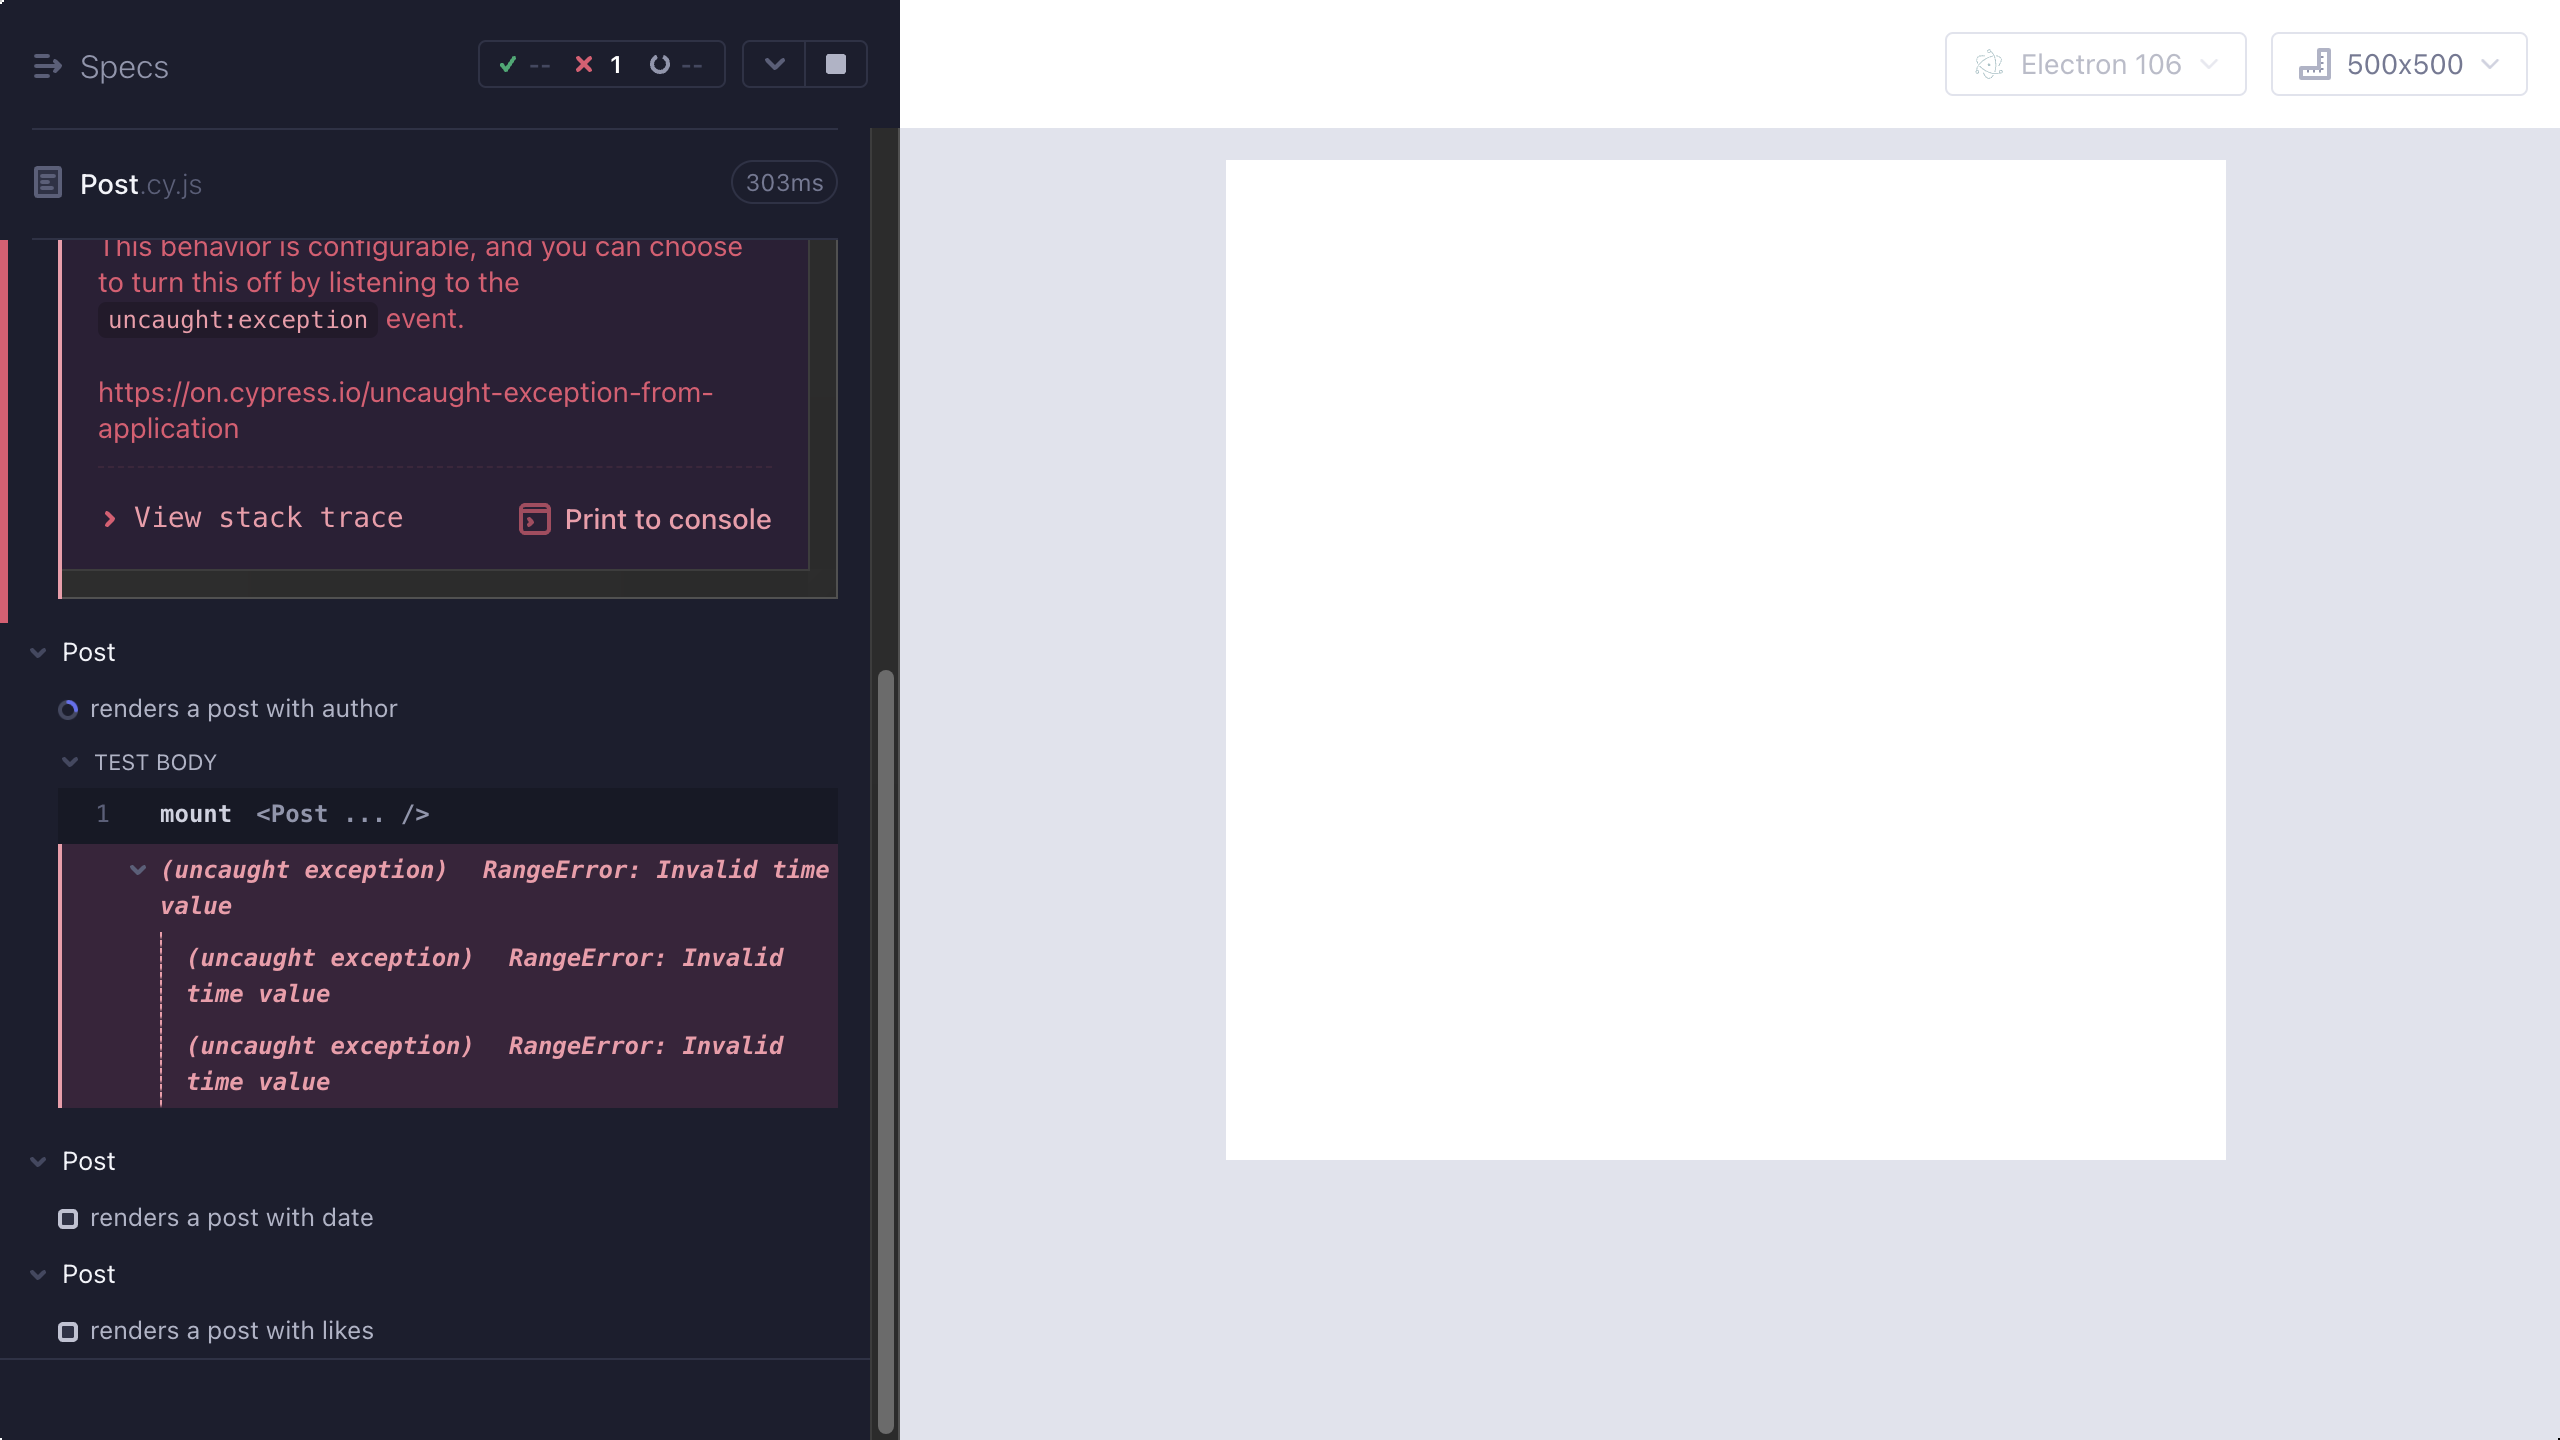 Specs
-- 1 --
Electron 106
500x500
Post.cy.js
303ms
This behavior is configurable, and you can choose
to turn this off by listening to the
uncaught:exception event.
https://on.cypress.io/uncaught-exception-from-
application
View stack trace
Print to console
Post
renders a post with author
TEST BODY
1 mount <Post ... />
(uncaught exception) RangeError: Invalid time
value
(uncaught exception) RangeError: Invalid
time value
(uncaught exception) RangeError: Invalid
time value
Post
renders a post with date
Post
renders a post with likes